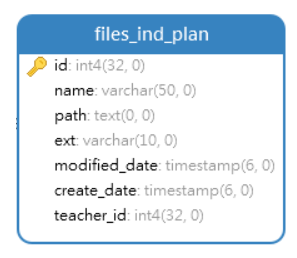 files_ind_plan
id: int4(32, 0)
name: varchar(50, 0)
path: text(0, 0)
ext: varchar(10, 0)
modified_date: timestamp(6, 0)
create_date: timestamp(6, 0)
teacher_id: int4(32, 0)